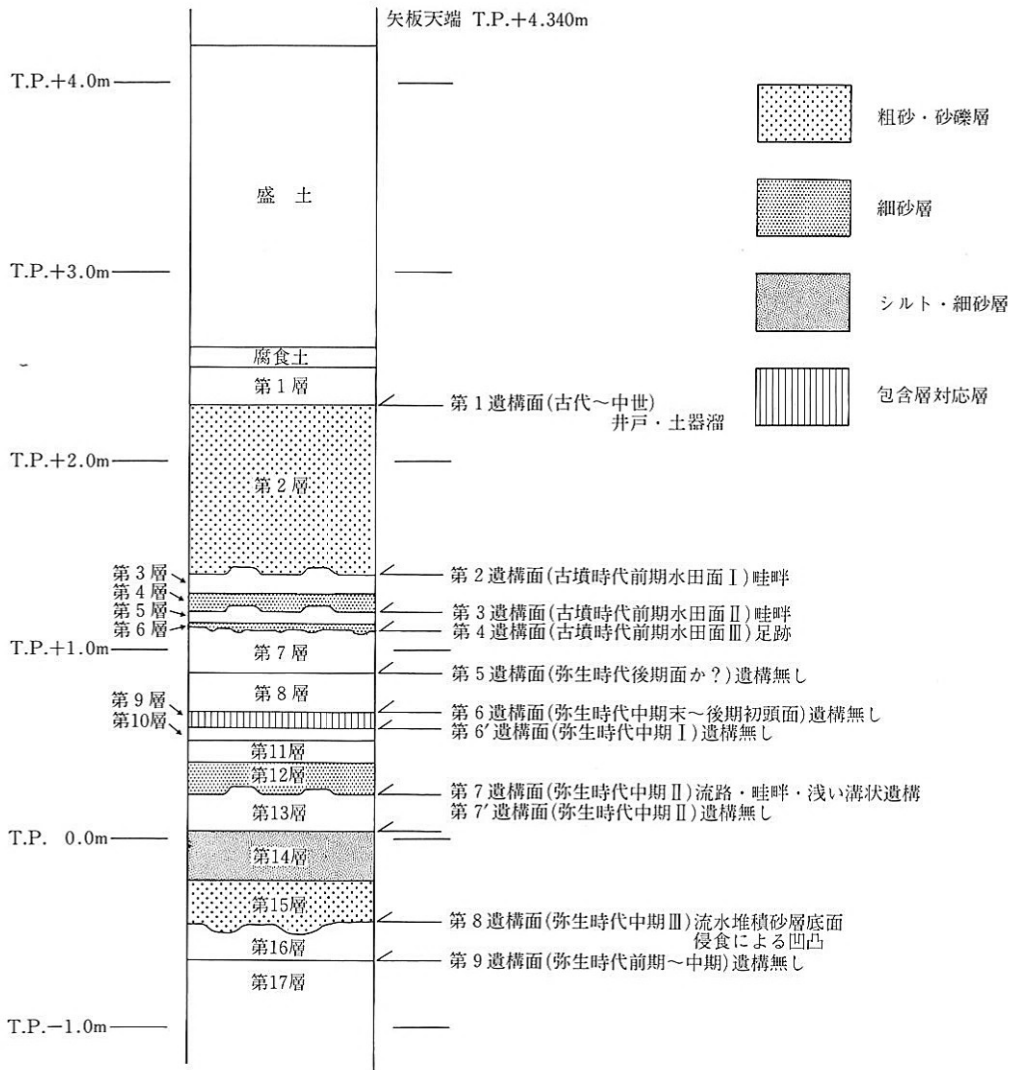 矢板天端 T.P.+4.340m
T.P.+4.0m
盛 土
T.P.+3.0m
腐食土
第1層
第1遺構面(古代～中世)
井戸・土器溜
T.P.+2.0m
第2層
第3層
第2遺構面(古墳時代前期水田面Ⅰ)畦畔
第4層
第5層
第3遺構面(古墳時代前期水田面Ⅱ)畦畔
第6層
第4遺構面(古墳時代前期水田面Ⅲ)足跡
T.P.+1.0m
第7層
第5遺構面(弥生時代後期面か?)遺構無し
第8層
第9層
第6遺構面(弥生時代中期末～後期初頭面)遺構無し
第10層
第6′遺構面(弥生時代中期Ⅰ)遺構無し
第11層
第12層
第7遺構面(弥生時代中期Ⅱ)流路・畦畔・浅い溝状遺構
第13層
第7′遺構面(弥生時代中期Ⅱ)遺構無し
T.P. 0.0m
第14層
第15層
第8遺構面(弥生時代中期Ⅲ)流水堆積砂層底面
侵食による凹凸
第16層
第9遺構面(弥生時代前期～中期)遺構無し
第17層
T.P.−1.0m
粗砂・砂礫層
細砂層
シルト・細砂層
包含層対応層